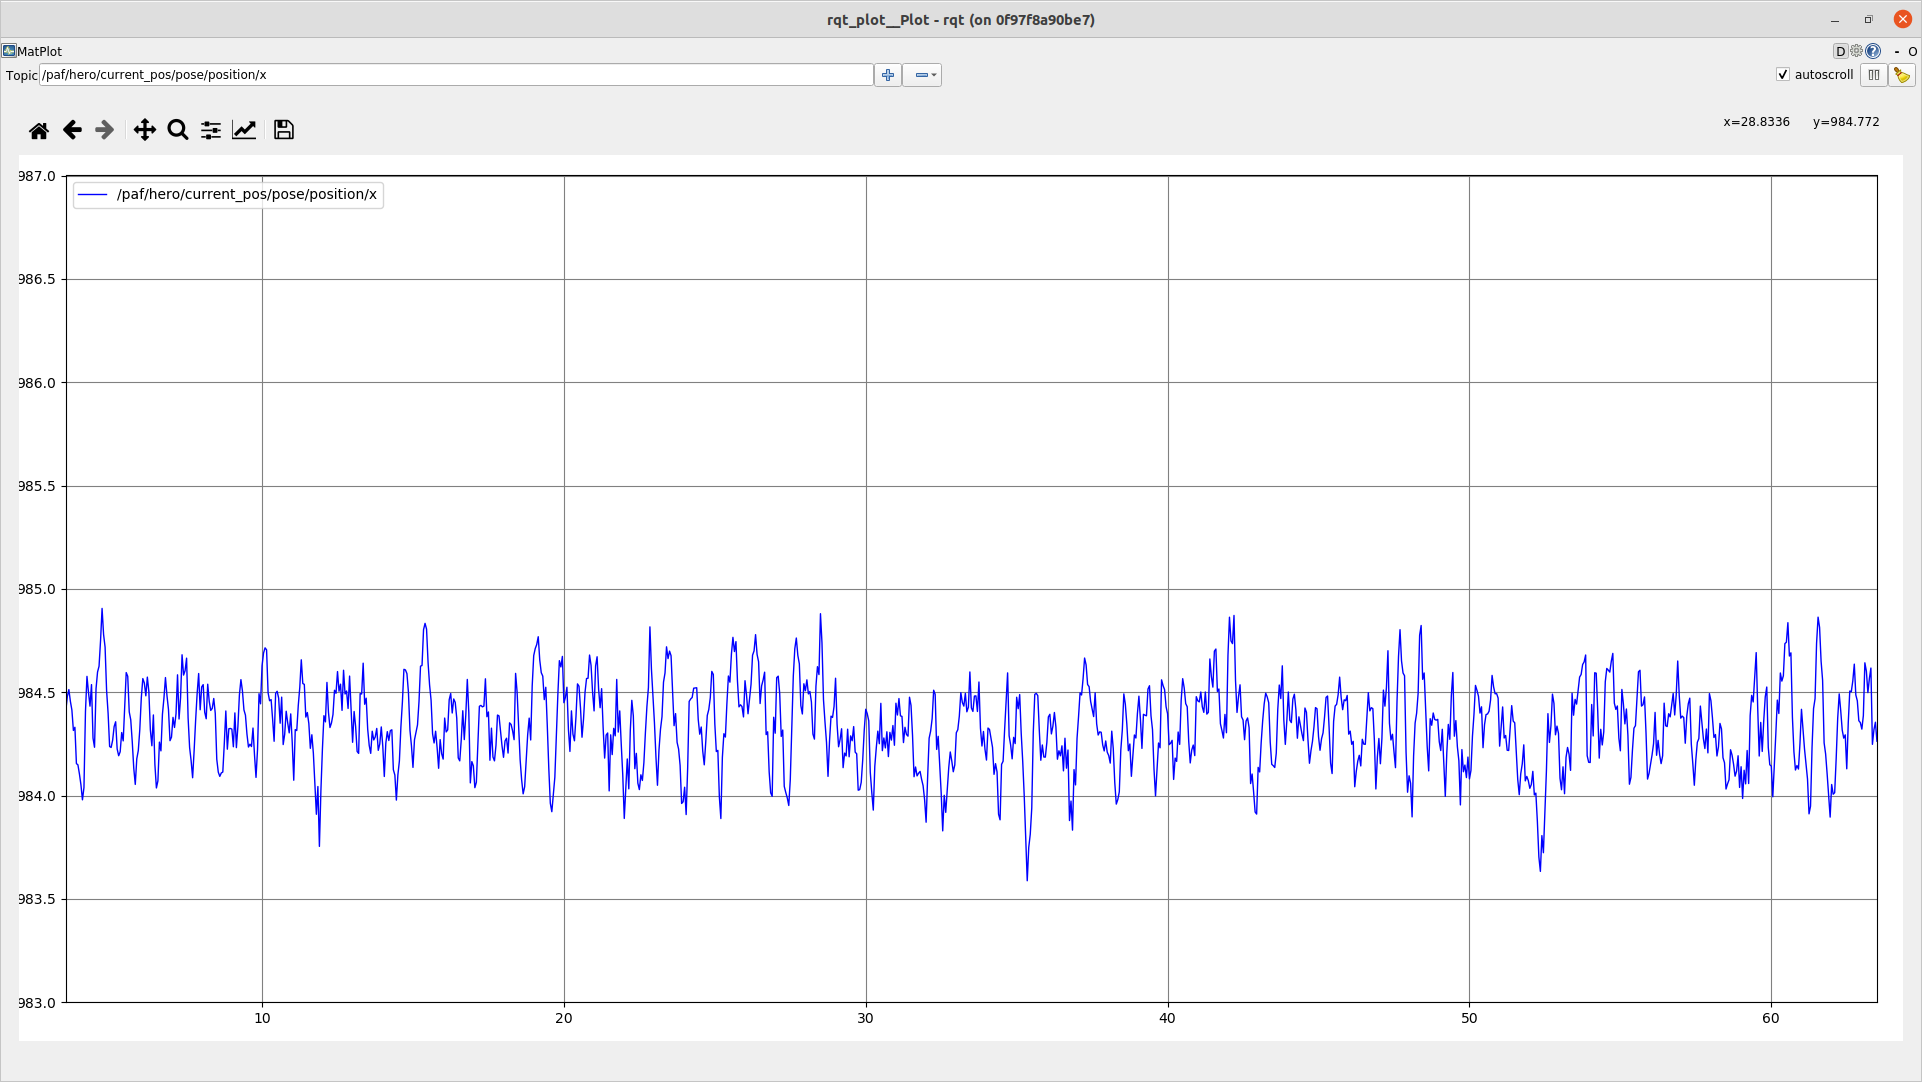 rqt_plot__Plot - rqt (on 0f97f8a90be7)
MatPlot
D
?
- O
Topic /paf/hero/current_pos/pose/position/x
autoscroll
x=28.8336 y=984.772
/paf/hero/current_pos/pose/position/x
987.0
986.5
986.0
985.5
985.0
984.5
984.0
983.5
983.0
10 20 30 40 50 60